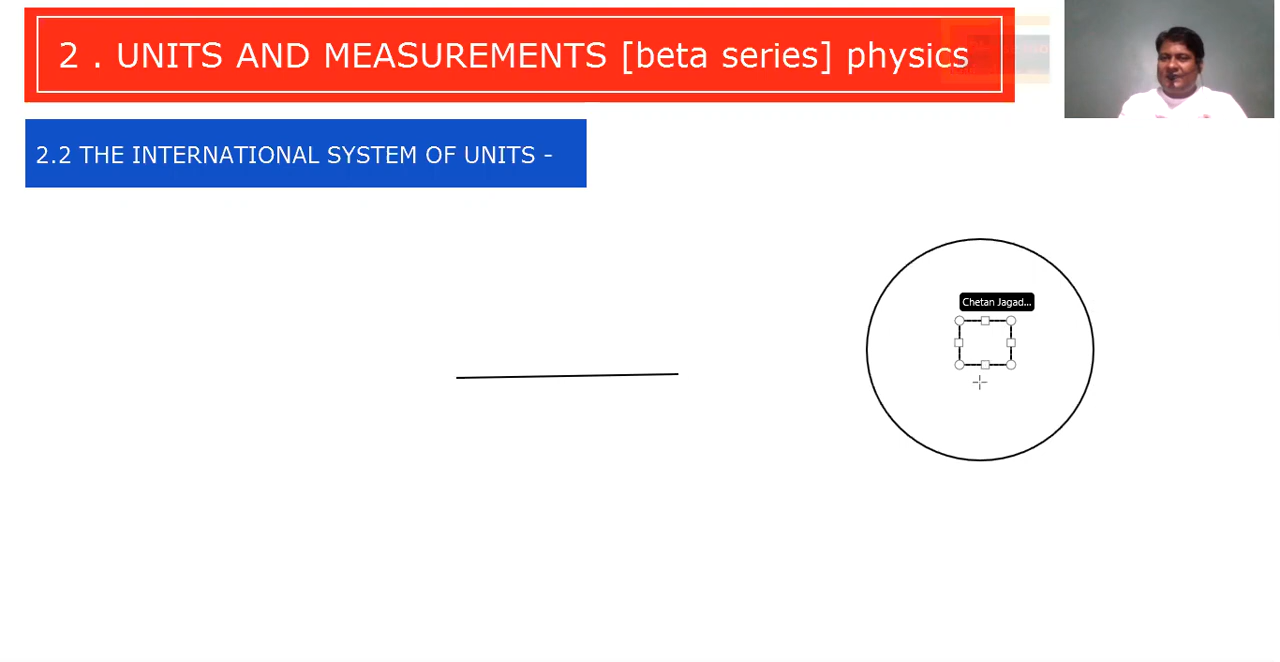 2 . UNITS AND MEASUREMENTS [beta series] physics
2.2 THE INTERNATIONAL SYSTEM OF UNITS -
Chetan Jagad...